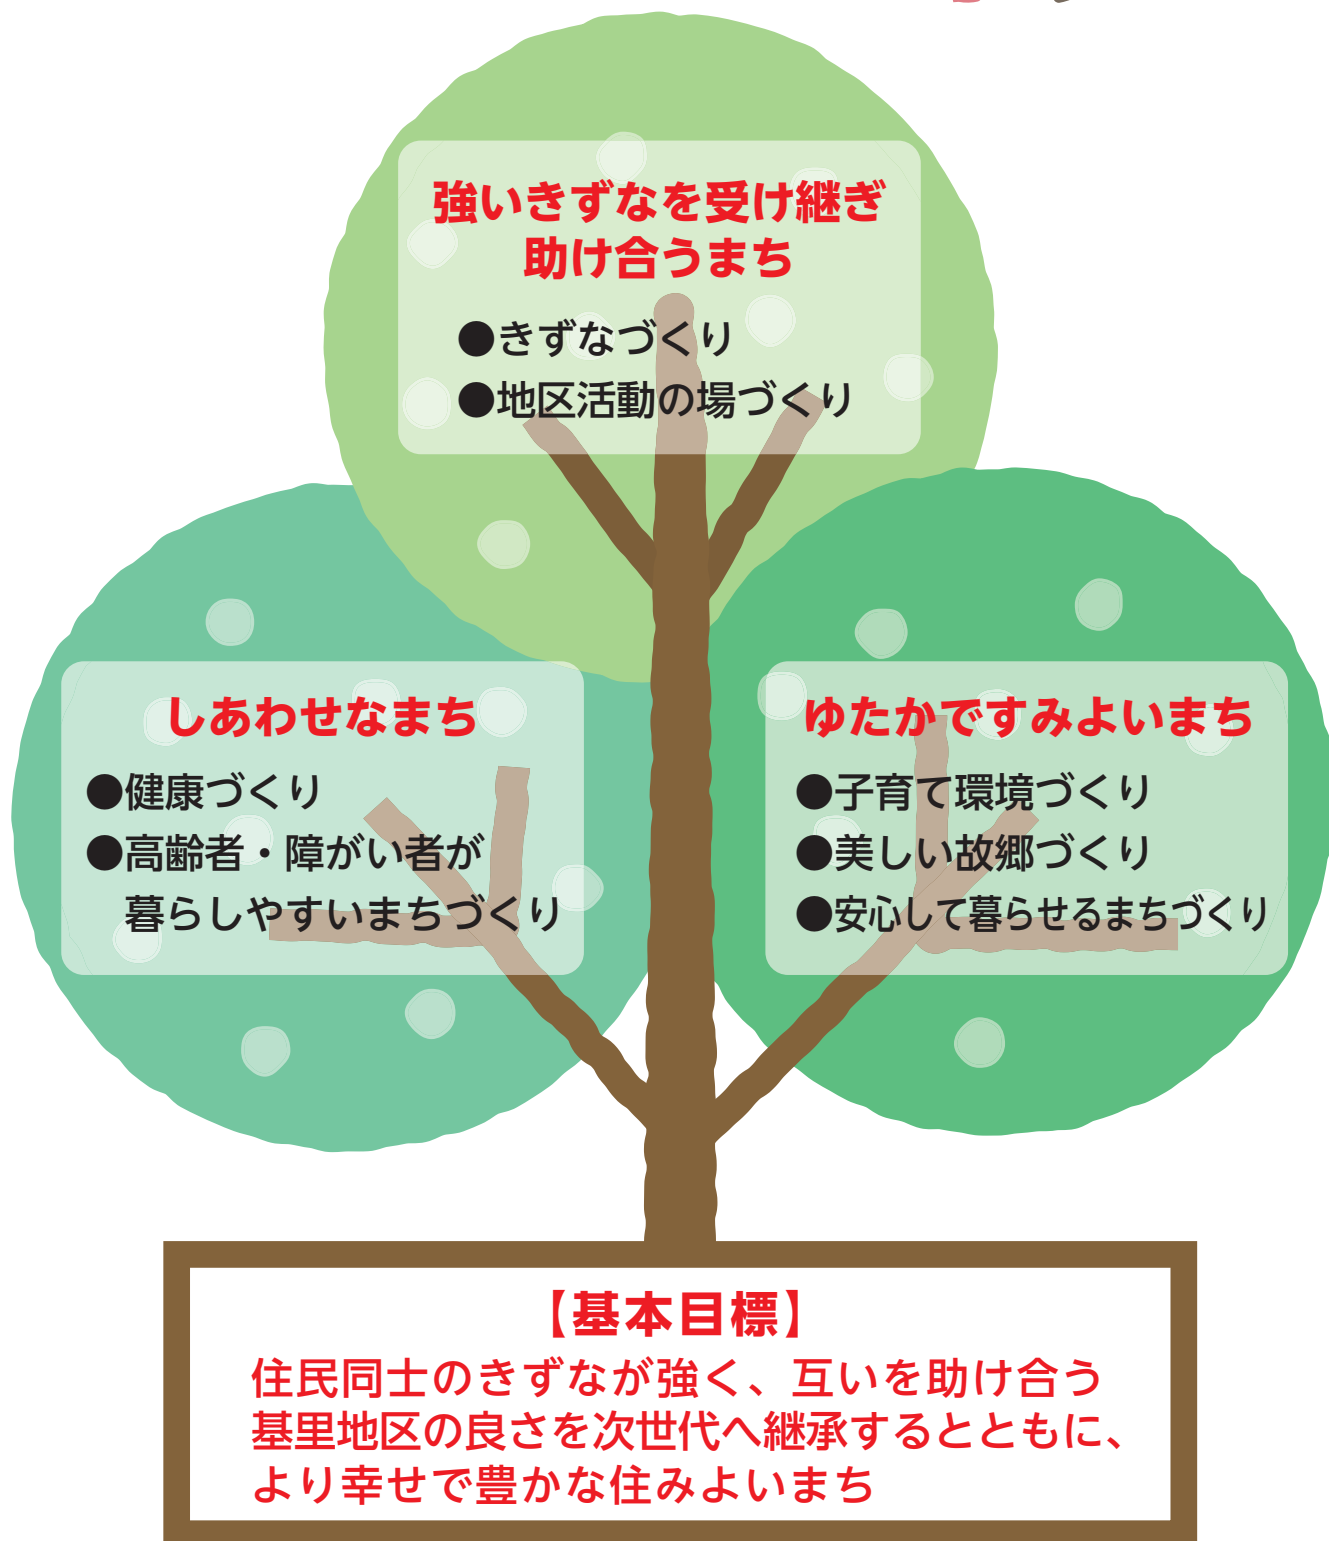 強いきずなを受け継ぎ
助け合うまち
●きずなづくり
●地区活動の場づくり
しあわせなまち
●健康づくり
●高齢者・障がい者が
暮らしやすいまちづくり
ゆたかですみよいまち
●子育て環境づくり
●美しい故郷づくり
●安心して暮らせるまちづくり
【基本目標】
住民同士のきずなが強く、互いを助け合う
基里地区の良さを次世代へ継承するとともに、
より幸せで豊かな住みよいまち